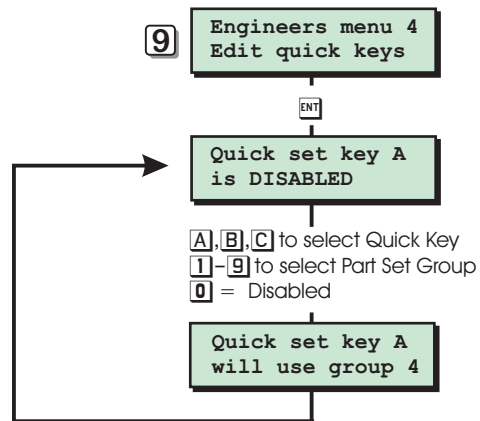 9
Engineers menu 4
Edit quick keys
ENT
Quick set key A
is DISABLED
A,B,C to select Quick Key
1-9 to select Part Set Group
0 = Disabled
Quick set key A
will use group 4